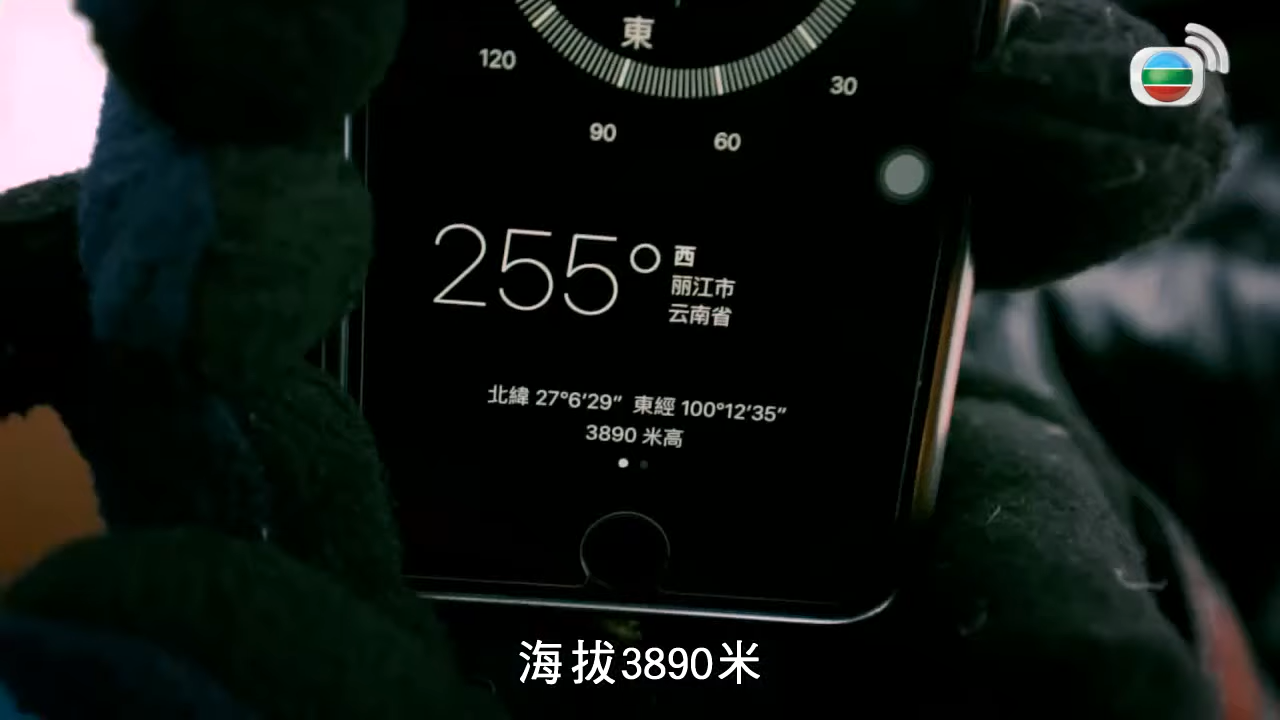 東
120
30
90
60
255° 西
丽江市
云南省
北緯 27°6′29″ 東經 100°12′35″
3890 米高
海拔3890米